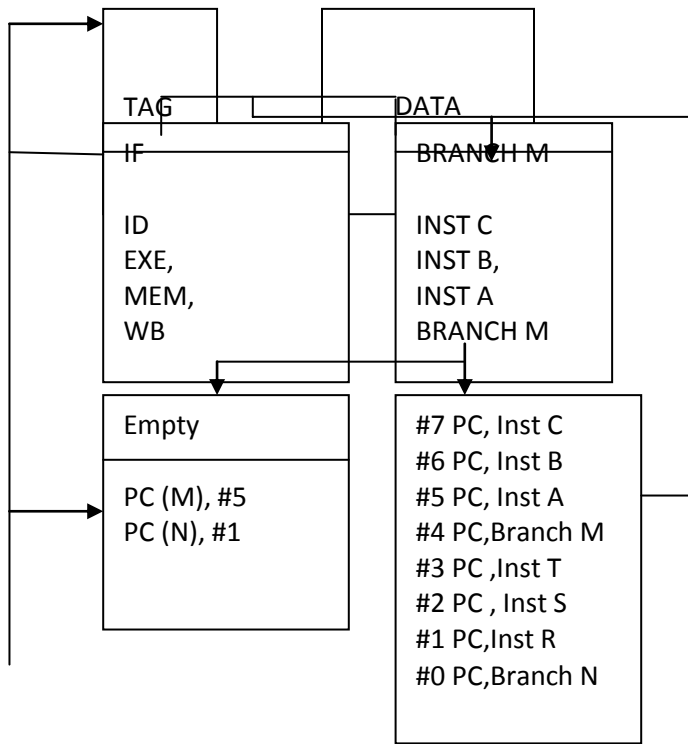 TAG
DATA
IF
ID
EXE,
MEM,
WB
BRANCH M
INST C
INST B,
INST A
BRANCH M
Empty
PC (M), #5
PC (N), #1
#7 PC, Inst C
#6 PC, Inst B
#5 PC, Inst A
#4 PC,Branch M
#3 PC ,Inst T
#2 PC , Inst S
#1 PC,Inst R
#0 PC,Branch N